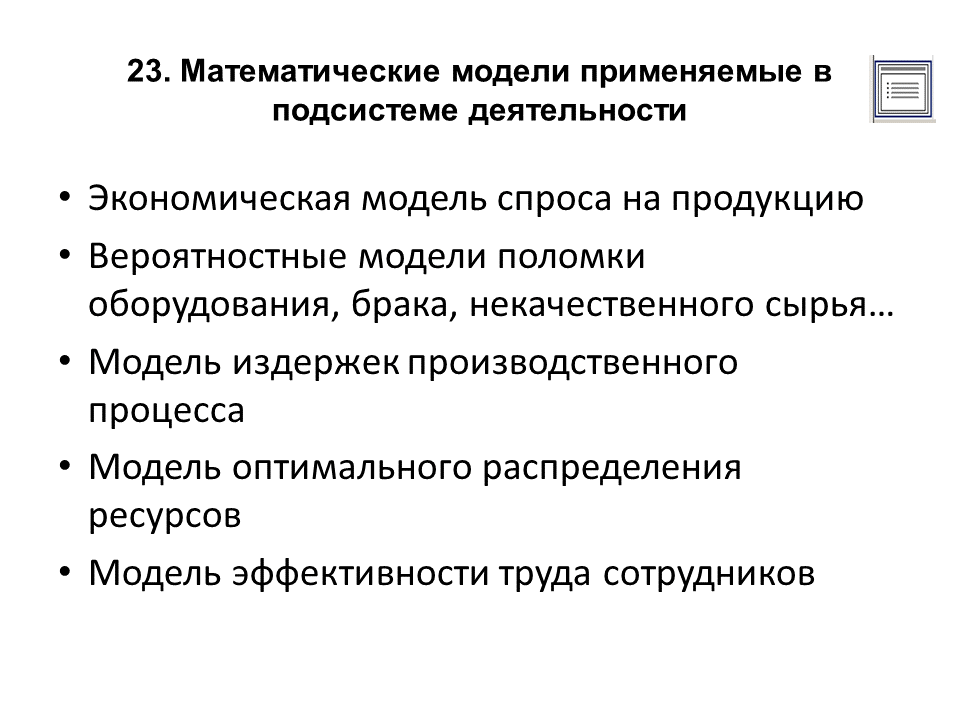 23. Математические модели применяемые в
подсистеме деятельности
• Экономическая модель спроса на продукцию
• Вероятностные модели поломки
оборудования, брака, некачественного сырья…
• Модель издержек производственного
процесса
• Модель оптимального распределения
ресурсов
• Модель эффективности труда сотрудников